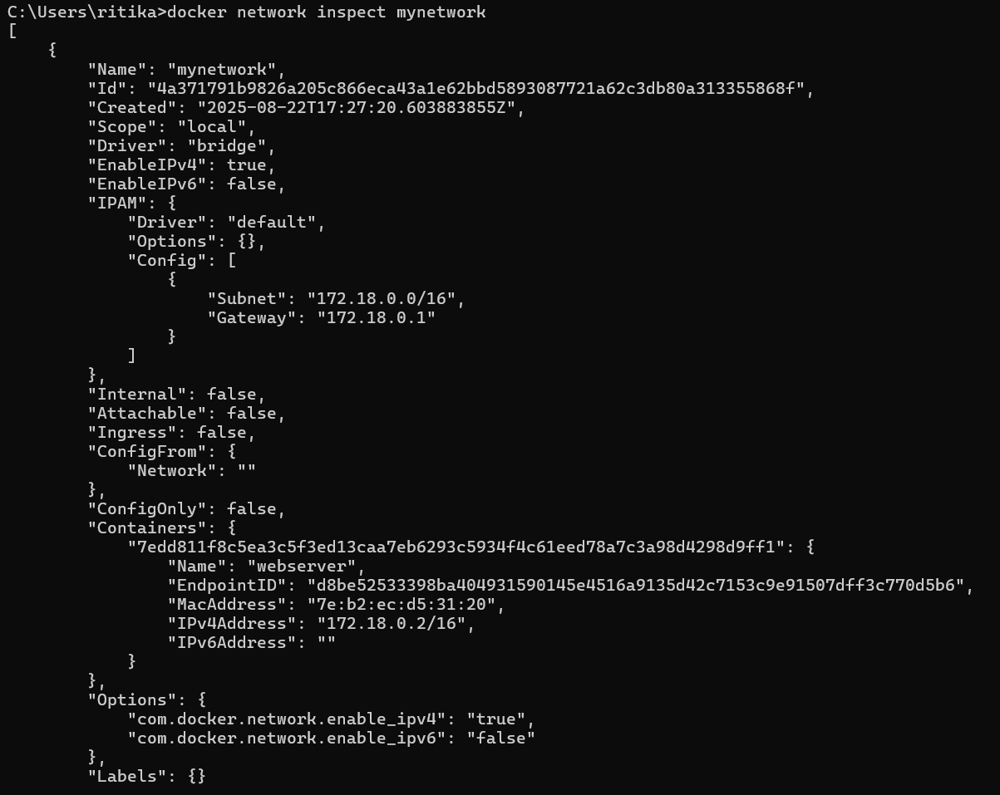 C:\Users\ritika>docker network inspect mynetwork
[
    {
        "Name": "mynetwork",
        "Id": "4a371791b9826a205c866eca43a1e62bbd5893087721a62c3db80a313355868f",
        "Created": "2025-08-22T17:27:20.603883855Z",
        "Scope": "local",
        "Driver": "bridge",
        "EnableIPv4": true,
        "EnableIPv6": false,
        "IPAM": {
            "Driver": "default",
            "Options": {},
            "Config": [
                {
                    "Subnet": "172.18.0.0/16",
                    "Gateway": "172.18.0.1"
                }
            ]
        },
        "Internal": false,
        "Attachable": false,
        "Ingress": false,
        "ConfigFrom": {
            "Network": ""
        },
        "ConfigOnly": false,
        "Containers": {
            "7edd811f8c5ea3c5f3ed13caa7eb6293c5934f4c61eed78a7c3a98d4298d9ff1": {
                "Name": "webserver",
                "EndpointID": "d8be52533398ba404931590145e4516a9135d42c7153c9e91507dff3c770d5b6",
                "MacAddress": "7e:b2:ec:d5:31:20",
                "IPv4Address": "172.18.0.2/16",
                "IPv6Address": ""
            }
        },
        "Options": {
            "com.docker.network.enable_ipv4": "true",
            "com.docker.network.enable_ipv6": "false"
        },
        "Labels": {}